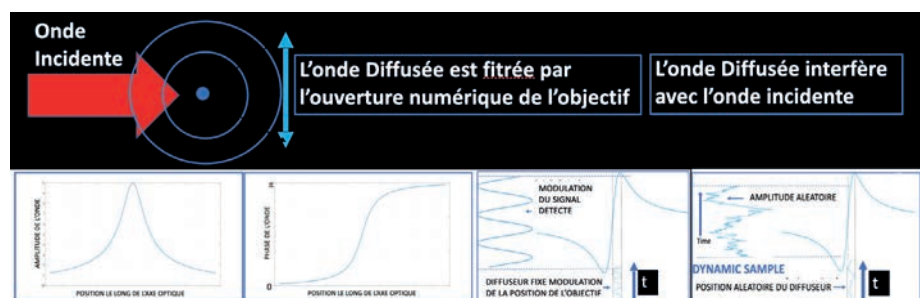 Onde
Incidente
L'onde Diffusée est fitrée par
l'ouverture numérique de l'objectif
L'onde Diffusée interfère
avec l'onde incidente
AMPLITUDE DE L'ONDE
POSITION LE LONG DE L'AXE OPTIQUE
PHASE DE L'ONDE
0
POSITION LE LONG DE L'AXE OPTIQUE
MODULATION
DU SIGNAL
DETECTE
DIFFUSEUR FIXE MODULATION
DE LA POSITION DE L'OBJECTIF
t
AMPLITUDE ALEATOIRE
Time
DYNAMIC SAMPLE
POSITION ALEATOIRE DU DIFFUSEUR
t